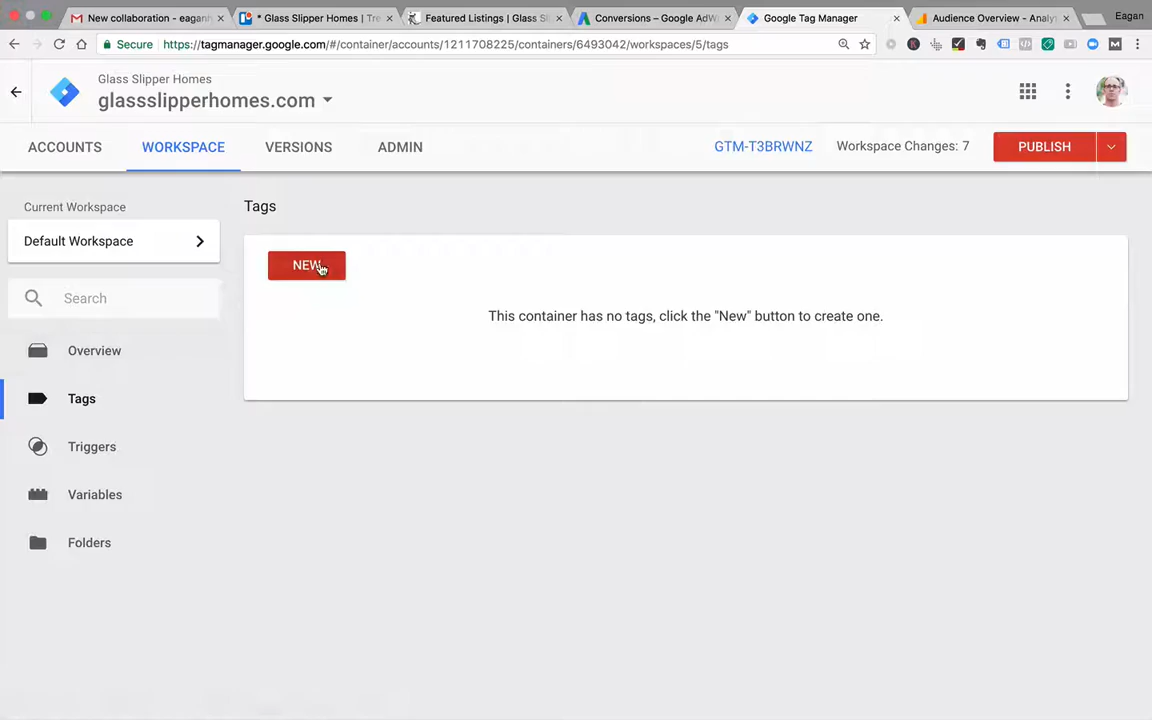 New collaboration - eaganh
* Glass Slipper Homes | Tre
Featured Listings | Glass Sl
Conversions – Google AdW
Google Tag Manager
Audience Overview - Analy
Eagan
Secure
https://tagmanager.google.com/#/container/accounts/1211708225/containers/6493042/workspaces/5/tags
Glass Slipper Homes
glassslipperhomes.com
ACCOUNTS
WORKSPACE
VERSIONS
ADMIN
GTM-T3BRWNZ
Workspace Changes: 7
PUBLISH
Current Workspace
Default Workspace
Search
Overview
Tags
Triggers
Variables
Folders
Tags
NEW
This container has no tags, click the "New" button to create one.